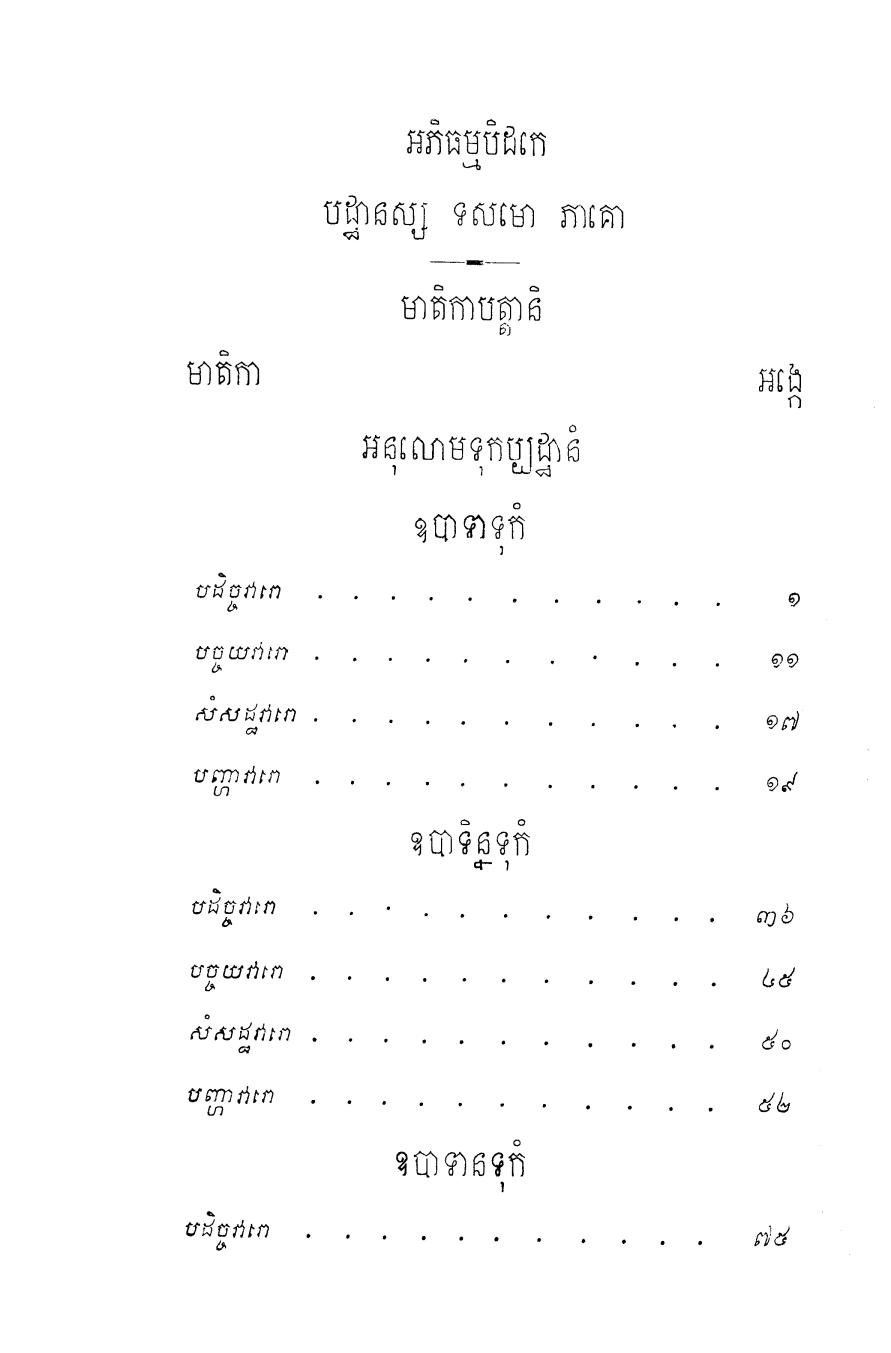 អភិធម្មបិដកេ
បដ្ឋានស្ស ទសមោ ភាគោ
មាតិកាបត្តានិ
មាតិកា អង្កេ
អនុលោមទុកប្បដ្ឋានំ
ឧបាទាទុកំ
បដិច្ចវារោ . . . . . . . . . . . ១
បច្ចយវារោ . . . . . . . . . . . ១១
សំសដ្ឋវារោ . . . . . . . . . . . ១៧
បញ្ហាវារោ . . . . . . . . . . . ១៩
ឧបាទិន្នទុកំ
បដិច្ចវារោ . . . . . . . . . . . ៣៦
បច្ចយវារោ . . . . . . . . . . . ៤៥
សំសដ្ឋវារោ . . . . . . . . . . . ៥០
បញ្ហាវារោ . . . . . . . . . . . ៥២
ឧបាទានទុកំ
បដិច្ចវារោ . . . . . . . . . . . ៧៥